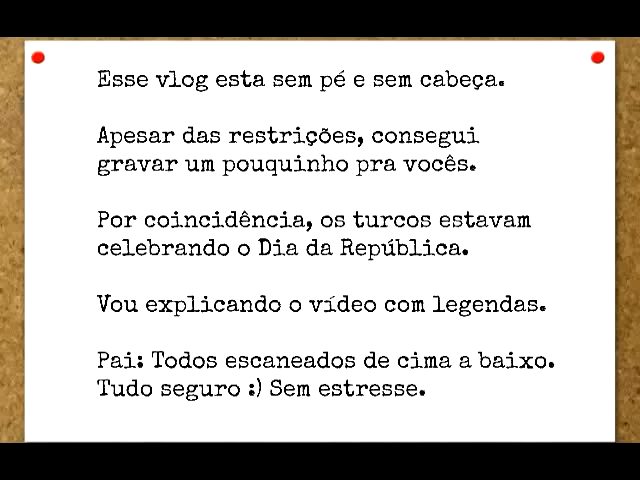 Esse vlog esta sem pé e sem cabeça.
Apesar das restrições, consegui
gravar um pouquinho pra vocês.
Por coincidência, os turcos estavam
celebrando o Dia da República.
Vou explicando o vídeo com legendas.
Pai: Todos escaneados de cima a baixo.
Tudo seguro :) Sem estresse.